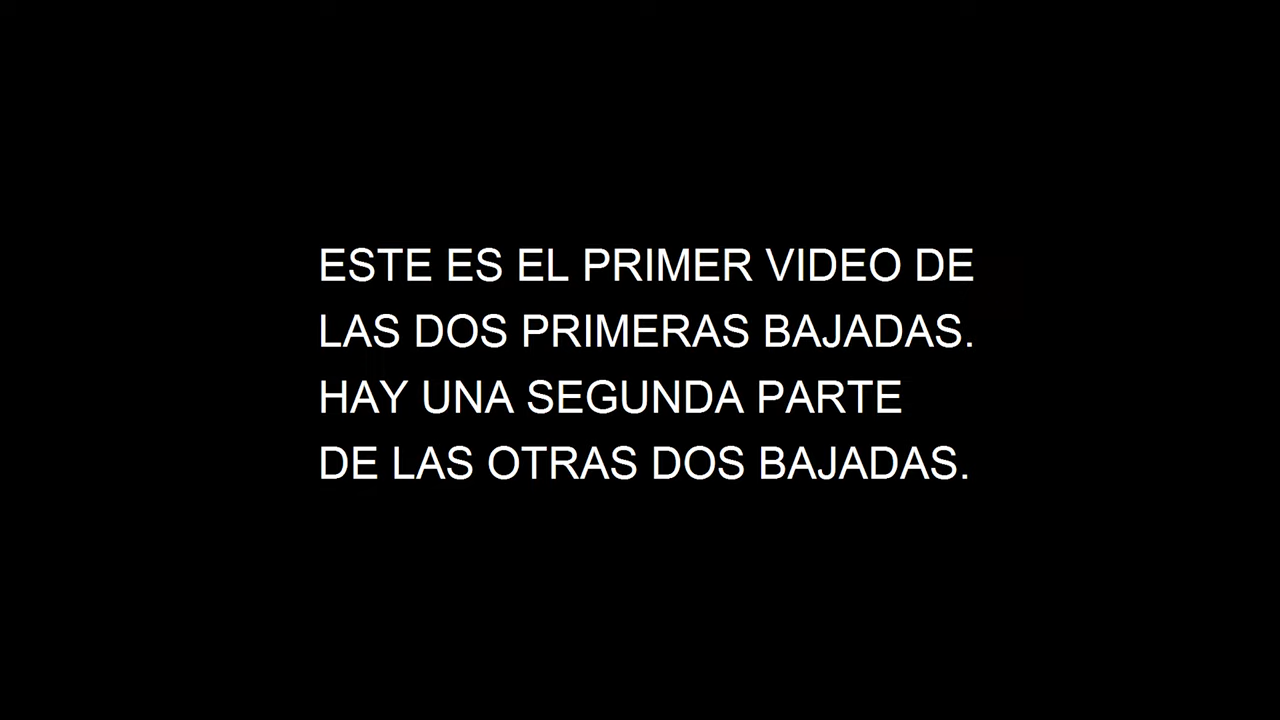 ESTE ES EL PRIMER VIDEO DE
LAS DOS PRIMERAS BAJADAS.
HAY UNA SEGUNDA PARTE
DE LAS OTRAS DOS BAJADAS.